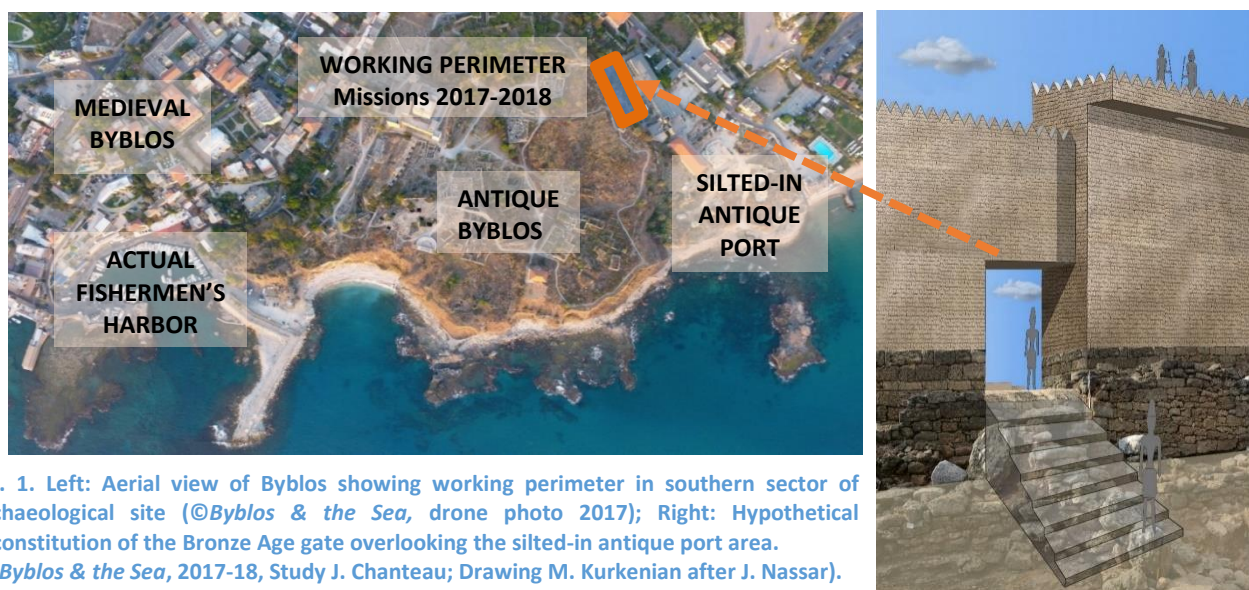 WORKING PERIMETER
Missions 2017-2018
MEDIEVAL
BYBLOS
ANTIQUE
BYBLOS
SILTED-IN
ANTIQUE
PORT
ACTUAL
FISHERMEN’S
HARBOR
. 1. Left: Aerial view of Byblos showing working perimeter in southern sector of
chaeological site (©Byblos & the Sea, drone photo 2017); Right: Hypothetical
constitution of the Bronze Age gate overlooking the silted-in antique port area.
Byblos & the Sea, 2017-18, Study J. Chanteau; Drawing M. Kurkenian after J. Nassar).